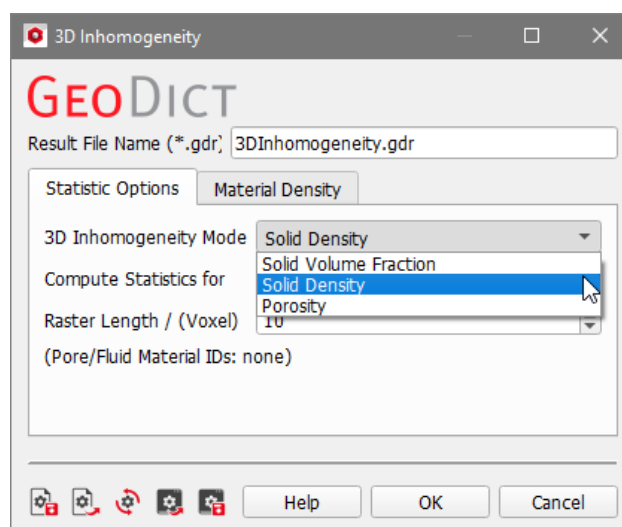 3D Inhomogeneity
GEODICT
Result File Name (*.gdr) 3DInhomogeneity.gdr
Statistic Options Material Density
3D Inhomogeneity Mode Solid Density
Solid Volume Fraction
Compute Statistics for Solid Density
Porosity
Raster Length / (Voxel) 10
(Pore/Fluid Material IDs: none)
Help OK Cancel